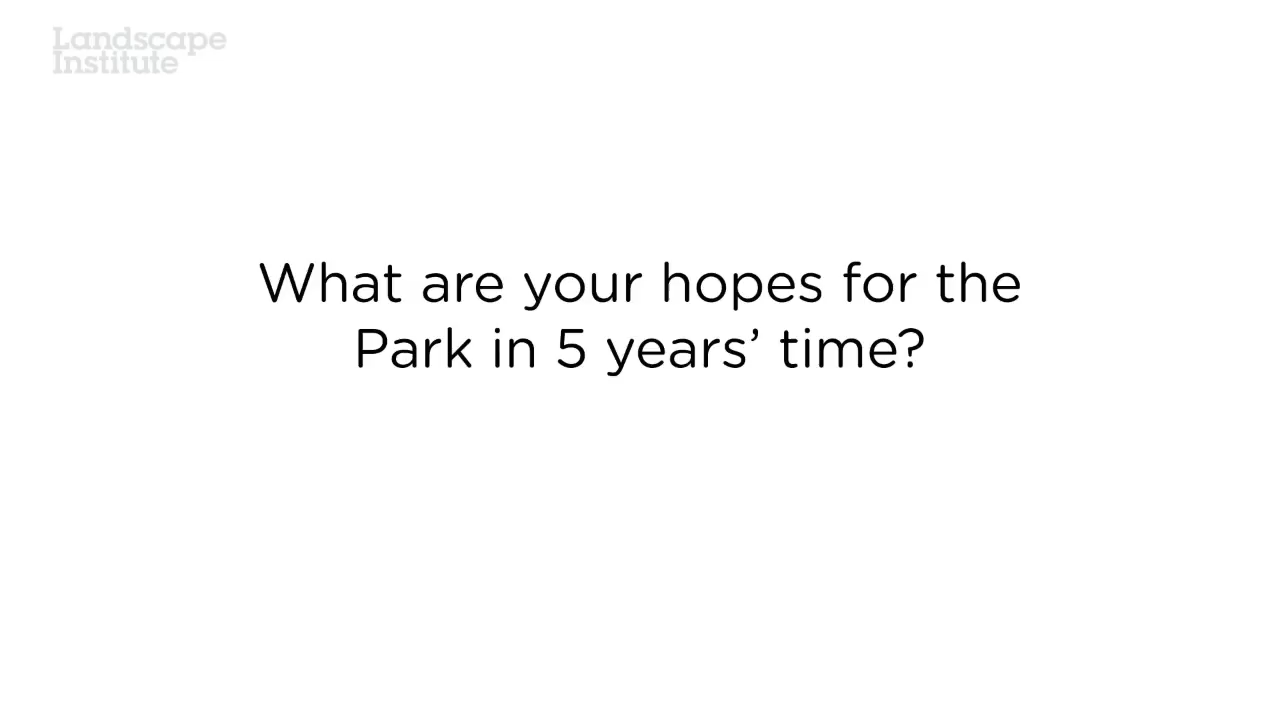 Landscape
Institute
What are your hopes for the
Park in 5 years’ time?